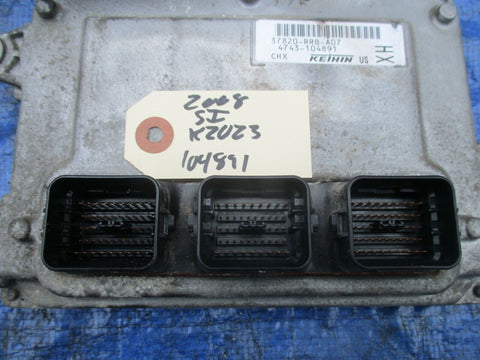 37820-RRB-A07
4743-104891
CHX KEIHIN US
HX
2008
SI
K20Z3
104891